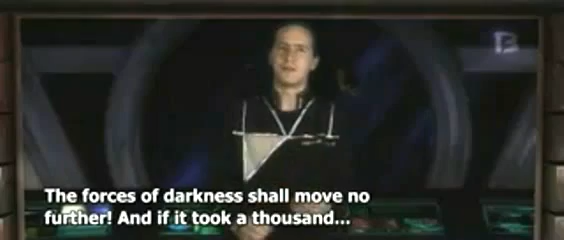 The forces of darkness shall move no
further! And if it took a thousand...